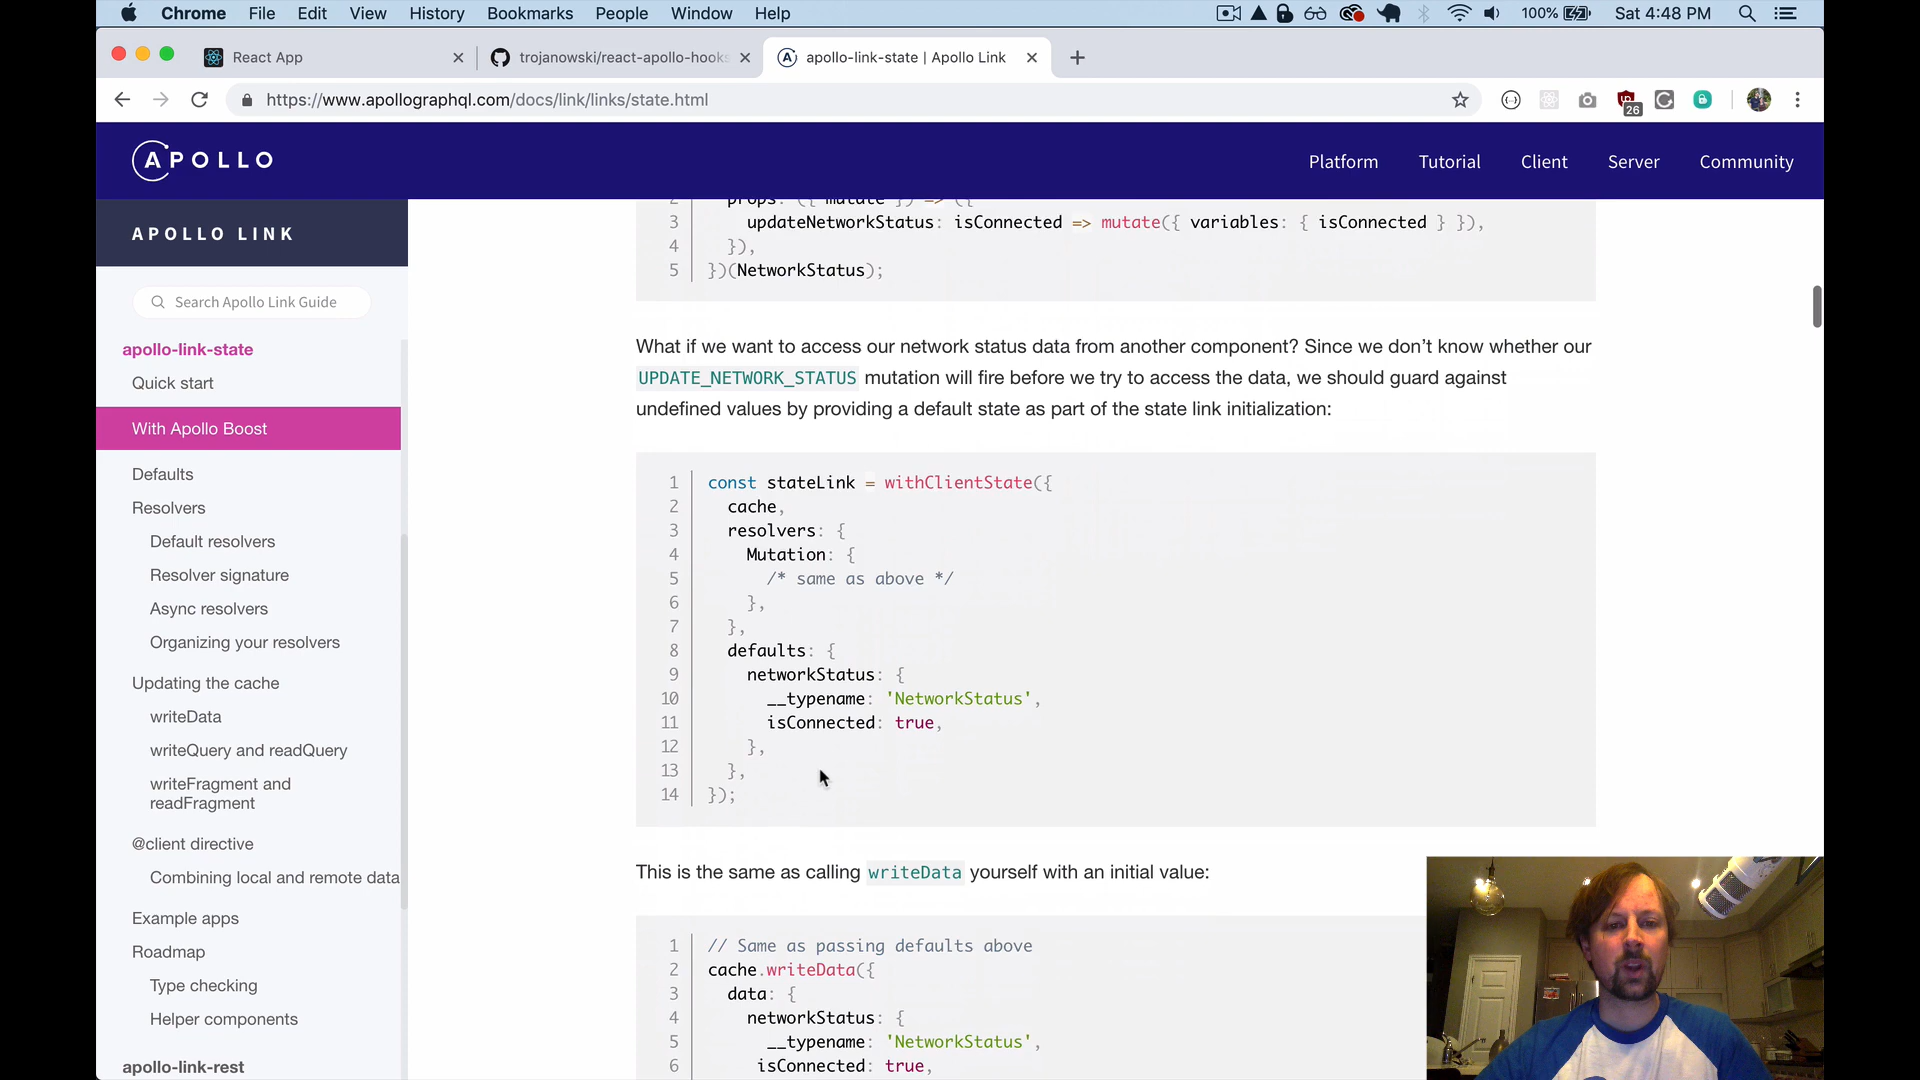 Chrome File Edit View History Bookmarks People Window Help 100% Sat 4:48 PM
React App trojanowski/react-apollo-hooks apollo-link-state | Apollo Link
https://www.apollographql.com/docs/link/links/state.html 26
APOLLO Platform Tutorial Client Server Community
APOLLO LINK
Search Apollo Link Guide
apollo-link-state
Quick start
With Apollo Boost
Defaults
Resolvers
Default resolvers
Resolver signature
Async resolvers
Organizing your resolvers
Updating the cache
writeData
writeQuery and readQuery
writeFragment and
readFragment
@client directive
Combining local and remote data
Example apps
Roadmap
Type checking
Helper components
apollo-link-rest
2 props: ({ mutate }) => ({
3 updateNetworkStatus: isConnected => mutate({ variables: { isConnected } }),
4 }),
5 })(NetworkStatus);
What if we want to access our network status data from another component? Since we don’t know whether our
UPDATE_NETWORK_STATUS mutation will fire before we try to access the data, we should guard against
undefined values by providing a default state as part of the state link initialization:
1 const stateLink = withClientState({
2 cache,
3 resolvers: {
4 Mutation: {
5 /* same as above */
6 },
7 },
8 defaults: {
9 networkStatus: {
10 __typename: 'NetworkStatus',
11 isConnected: true,
12 },
13 },
14 });
This is the same as calling writeData yourself with an initial value:
1 // Same as passing defaults above
2 cache.writeData({
3 data: {
4 networkStatus: {
5 __typename: 'NetworkStatus',
6 isConnected: true,